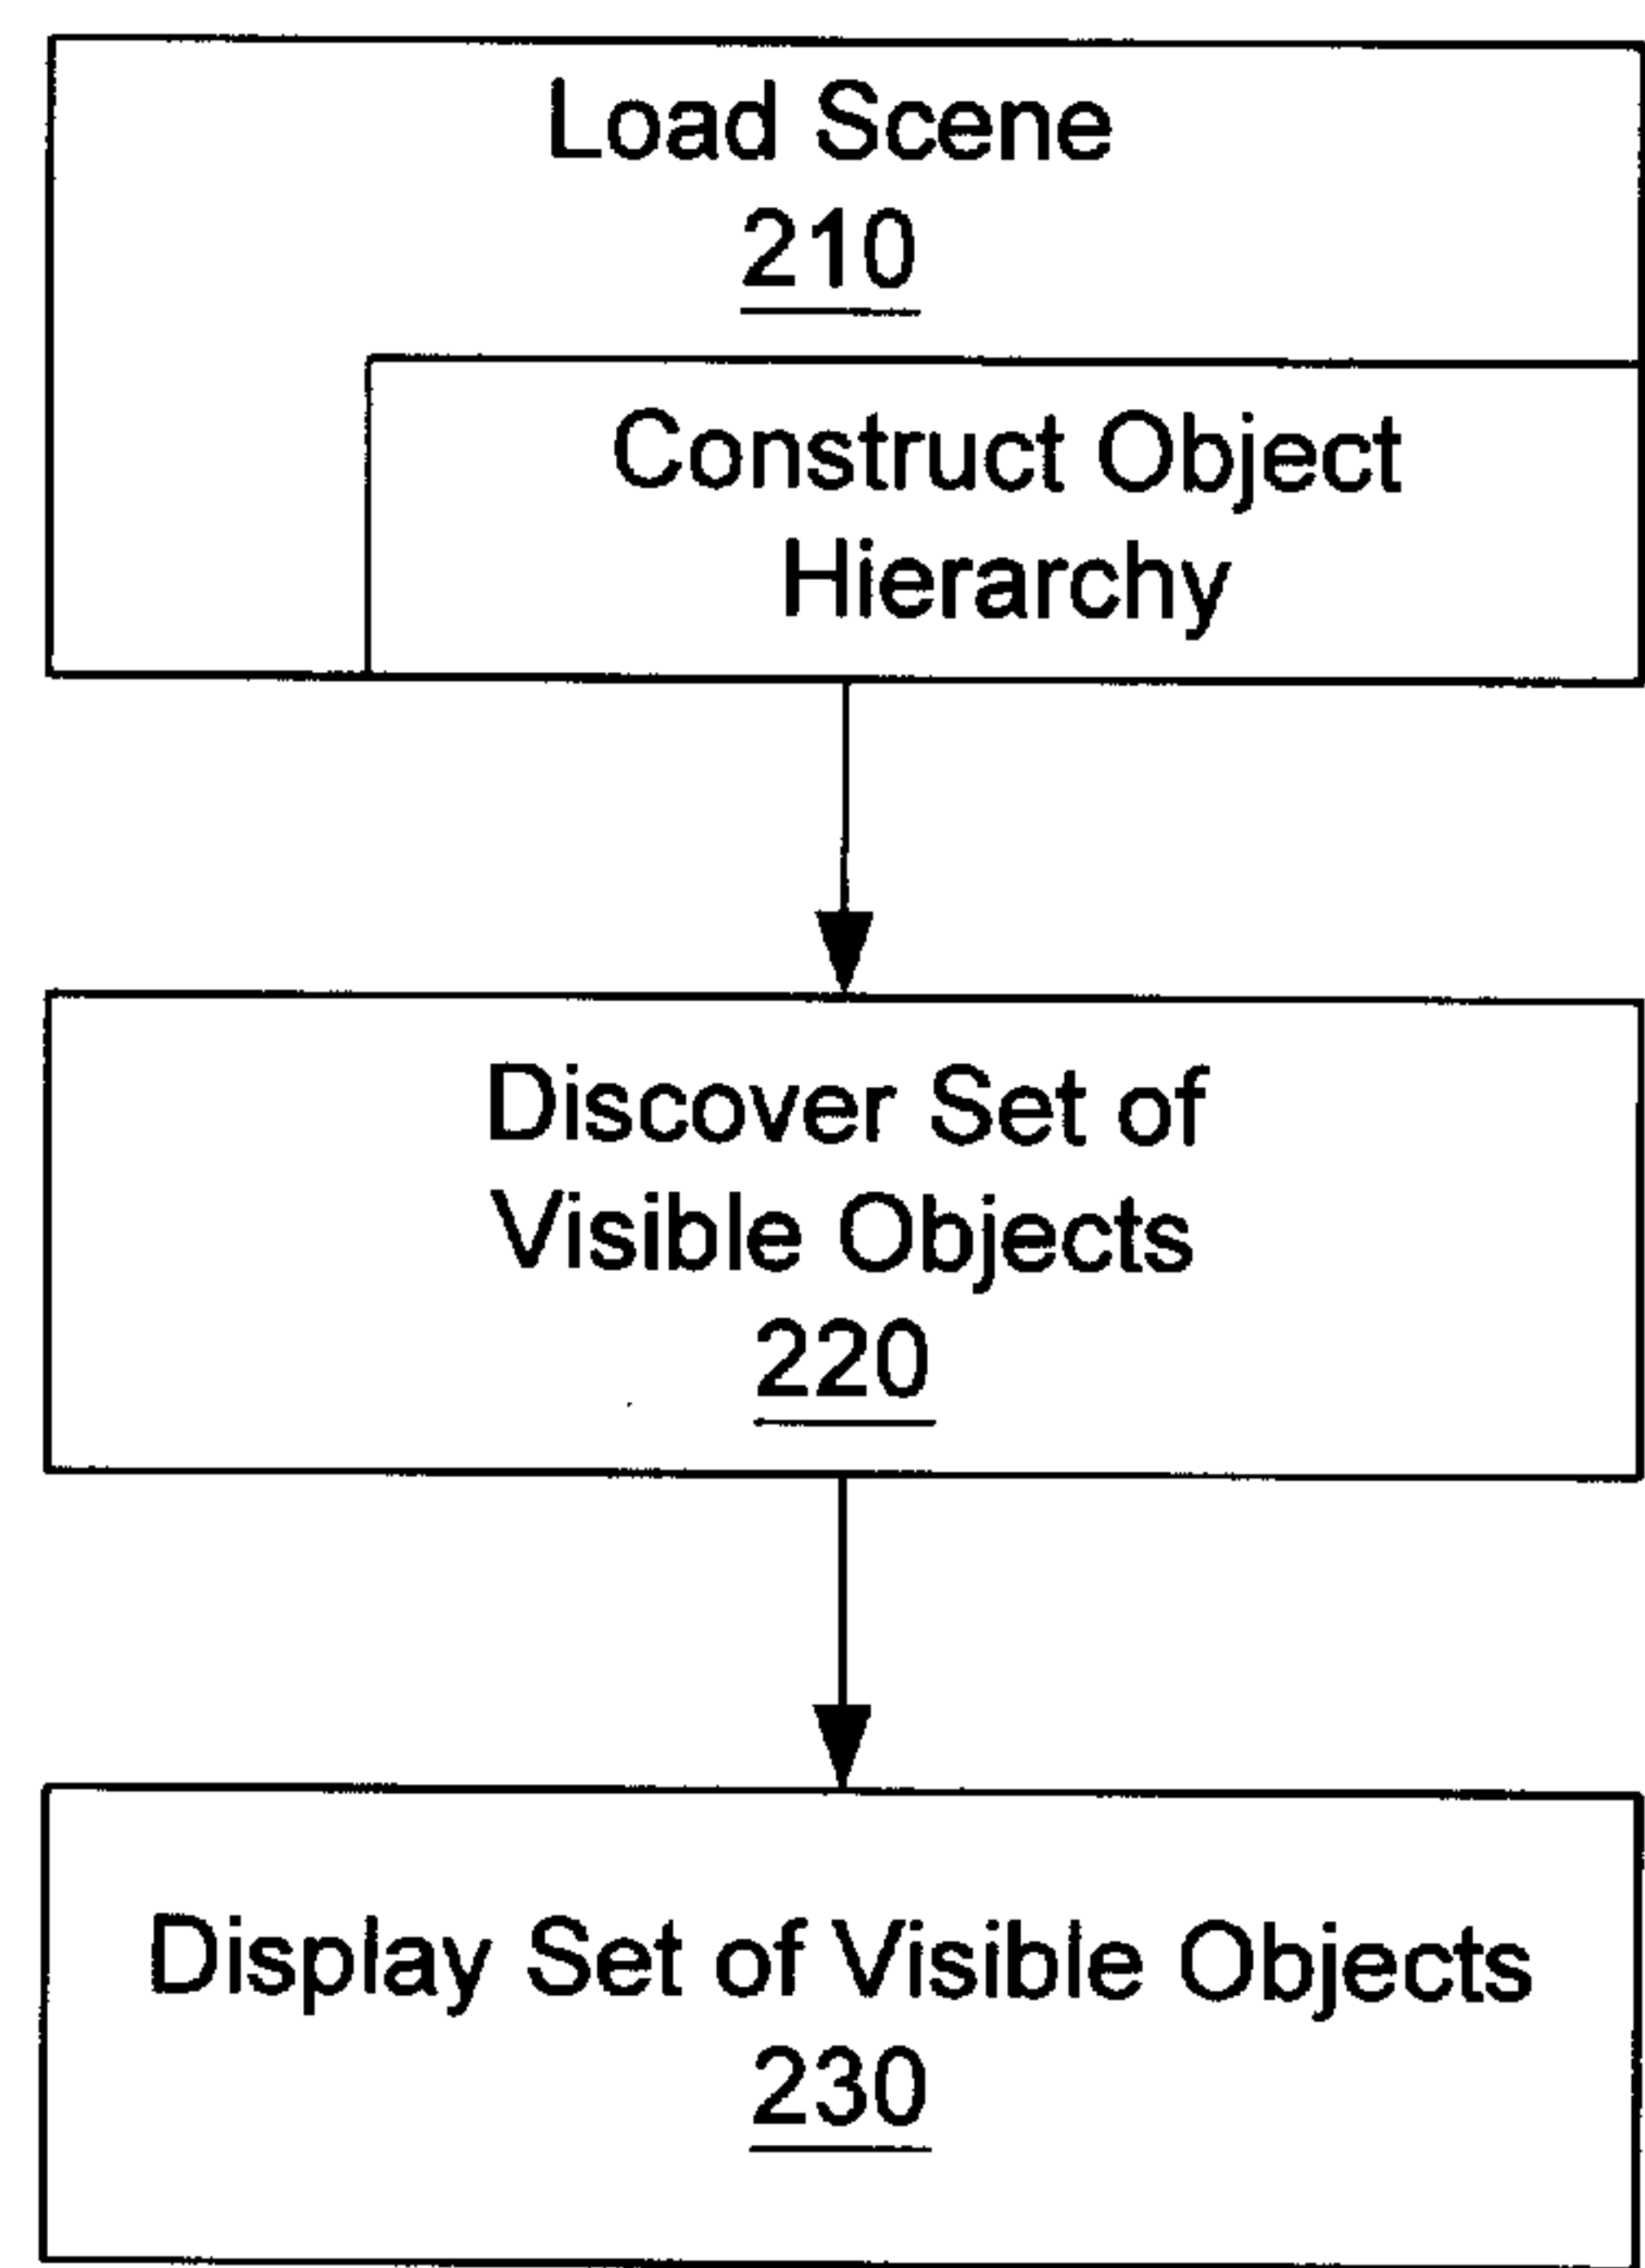 Load Scene
210
Construct Object
Hierarchy
Discover Set of
Visible Objects
220
Display Set of Visible Objects
230